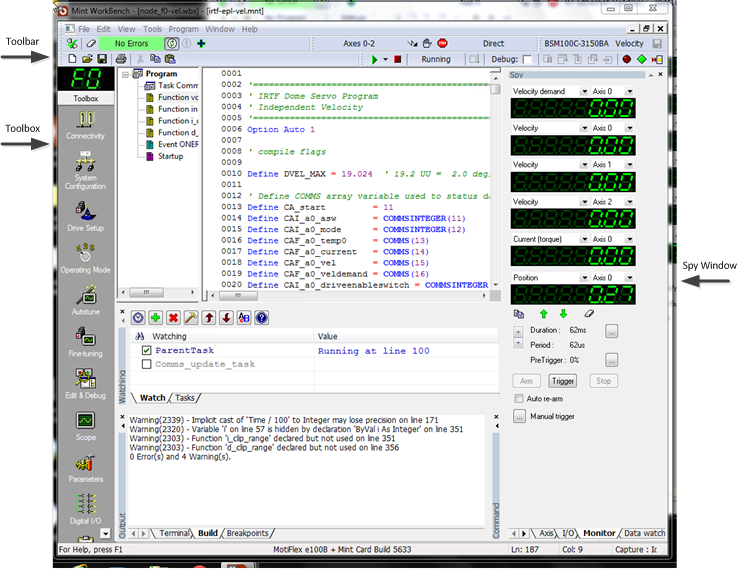 Mint WorkBench - [node_f0-vel.wbx] - [irtf-epl-vel.mnt]
File Edit View Tools Program Debug Window Help
No Errors
Axes 0-2
Direct
BSM100C-3150BA Velocity
Toolbar
Running
Debug:
F0
Toolbox
Toolbox
Connectivity
System Configuration
Drive Setup
Operating Mode
Autotune
Fine-tuning
Edit & Debug
Scope
Parameters
Digital I/O
Program
Task Comm
Function vo
Function in
Function i_c
Function d_
Event ONER
Startup
0001
0002 '=
0003 ' IRTF Dome Servo Program
0004 ' Independent Velocity
0005 '=
0006 Option Auto 1
0007
0008 ' compile flags
0009
0010 Define DVEL_MAX = 19.024 ' 19.2 UU = 2.0 deg
0011
0012 ' Define COMMS array variable used to status da
0013 Define CA_start = 11
0014 Define CAI_a0_asw = COMMSINTEGER(11)
0015 Define CAI_a0_mode = COMMSINTEGER(12)
0016 Define CAF_a0_temp0 = COMMS(13)
0017 Define CAF_a0_current = COMMS(14)
0018 Define CAF_a0_vel = COMMS(15)
0019 Define CAF_a0_veldemand = COMMS(16)
0020 Define CAI_a0_driveenableswitch = COMMSINTEGER
Watching
Watching Value
ParentTask Running at line 100
Comms_update_task
Watch Tasks
Output
Warning(2339) - Implicit cast of 'Time / 100' to Integer may lose precision on line 171
Warning(2320) - Variable 'i' on line 57 is hidden by declaration 'ByVal i As Integer' on line 351
Warning(2303) - Function 'i_clip_range' declared but not used on line 351
Warning(2303) - Function 'd_clip_range' declared but not used on line 356
0 Error(s) and 4 Warning(s).
Terminal Build Breakpoints
Command
Spy
Velocity demand Axis 0
0.00
Velocity Axis 0
0.00
Velocity Axis 1
0.00
Velocity Axis 2
0.00
Current (torque) Axis 0
0.00
Position Axis 0
0.27
Spy Window
Duration : 62ms ...
Period : 62us
PreTrigger : 0% ...
Arm Trigger Stop
Auto re-arm
... Manual trigger
Axis I/O Monitor Data watch
For Help, press F1
MotiFlex e100B + Mint Card Build 5633
Ln: 187 Col: 9 Capture : Ic